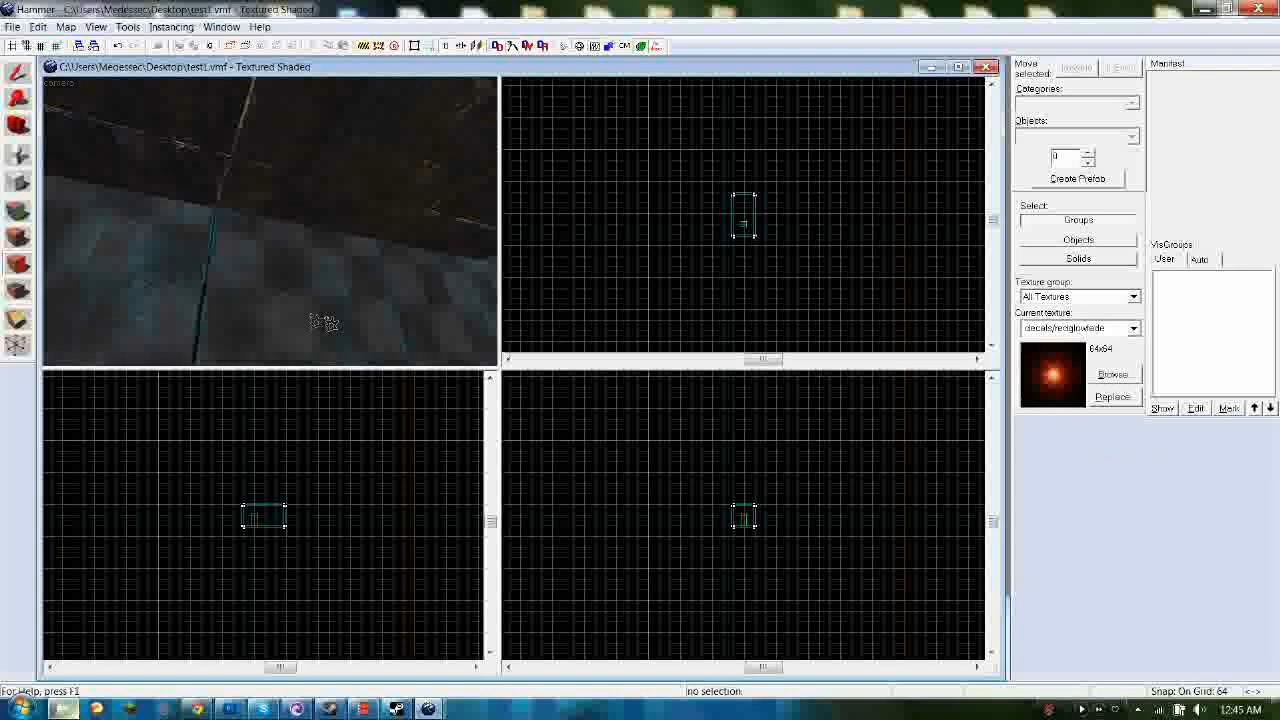 Hammer - C:\Users\Medessec\Desktop\test1.vmf - Textured Shaded
File Edit Map View Tools Instancing Window Help
C:\Users\Medessec\Desktop\test1.vmf - Textured Shaded
camera
Move
selected:
Categories:
Objects:
0
Create Prefab
Select:
Groups
Objects
Solids
Texture group:
All Textures
Current texture:
decals/redglowfade
64x64
Browse...
Replace...
Manifest
VisGroups
User Auto
Show Edit Mark
For Help, press F1
no selection.
Snap: On Grid: 64 <->
12:45 AM